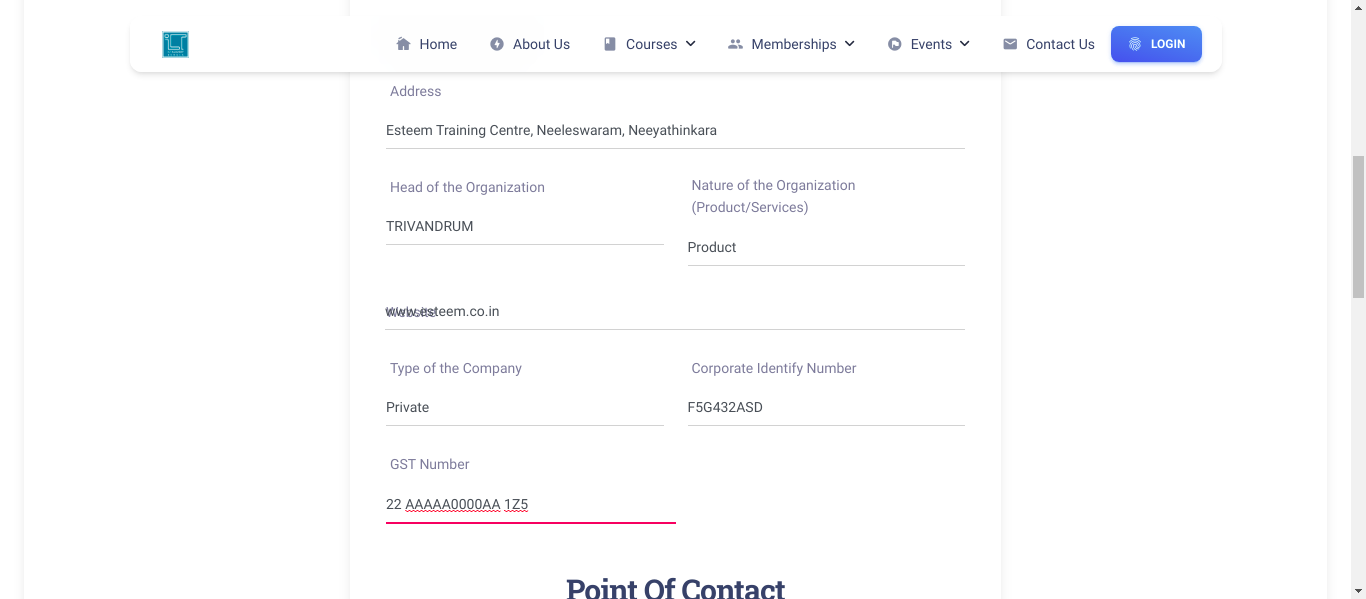 Home About Us Courses Memberships Events Contact Us LOGIN
Address
Esteem Training Centre, Neeleswaram, Neeyathinkara
Head of the Organization
TRIVANDRUM
Nature of the Organization
(Product/Services)
Product
Website
www.esteem.co.in
Type of the Company
Private
Corporate Identify Number
F5G432ASD
GST Number
22 AAAAA0000AA 1Z5
Point Of Contact